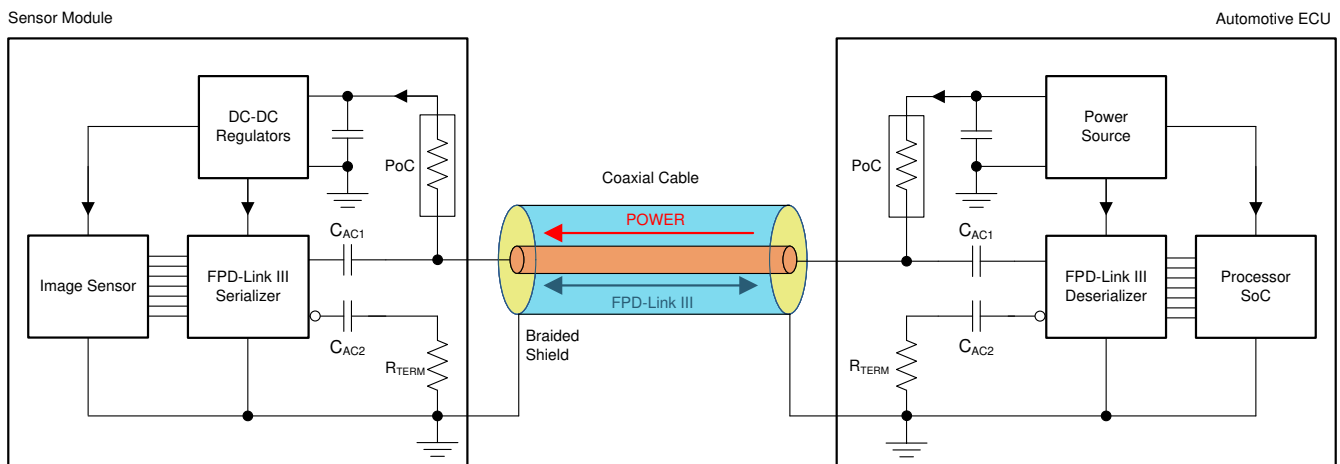 Sensor Module
Automotive ECU
DC-DC
Regulators
PoC
Coaxial Cable
POWER
FPD-Link III
Braided
Shield
PoC
Power
Source
CAC1
CAC1
Image Sensor
FPD-Link III
Serializer
FPD-Link III
Deserializer
Processor
SoC
CAC2
CAC2
RTERM
RTERM